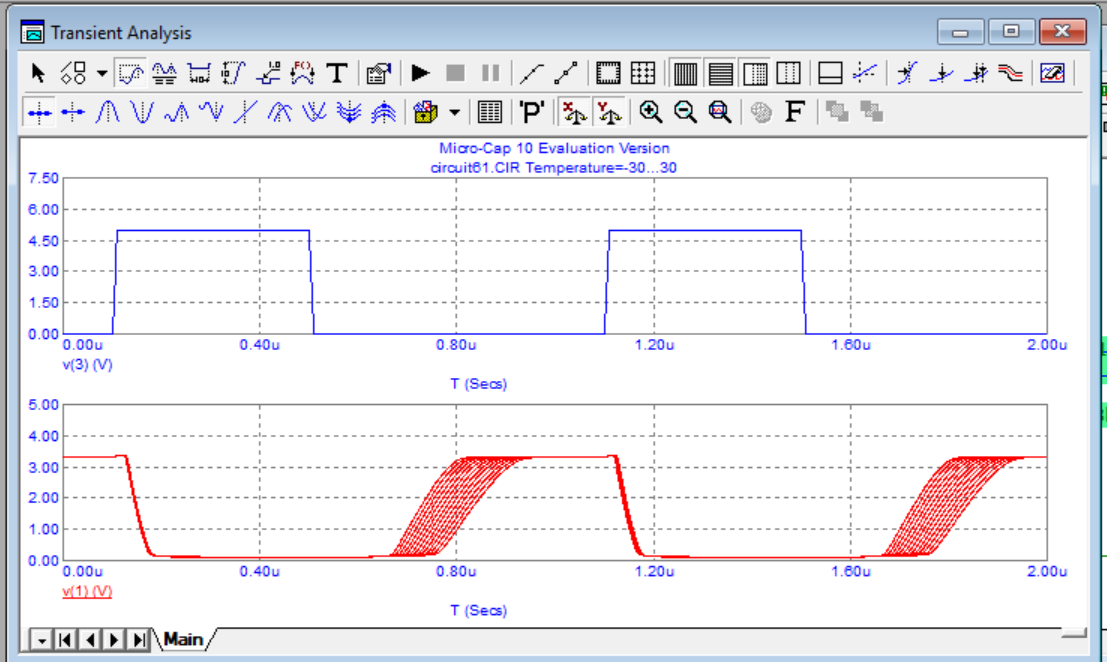 Transient Analysis
T
'P'
X
Y
F
Micro-Cap 10 Evaluation Version
circuit61.CIR Temperature=-30...30
7.50
6.00
4.50
3.00
1.50
0.00
0.00u 0.40u 0.80u 1.20u 1.60u 2.00u
v(3) (V)
T (Secs)
5.00
4.00
3.00
2.00
1.00
0.00
0.00u 0.40u 0.80u 1.20u 1.60u 2.00u
v(1) (V)
T (Secs)
Main